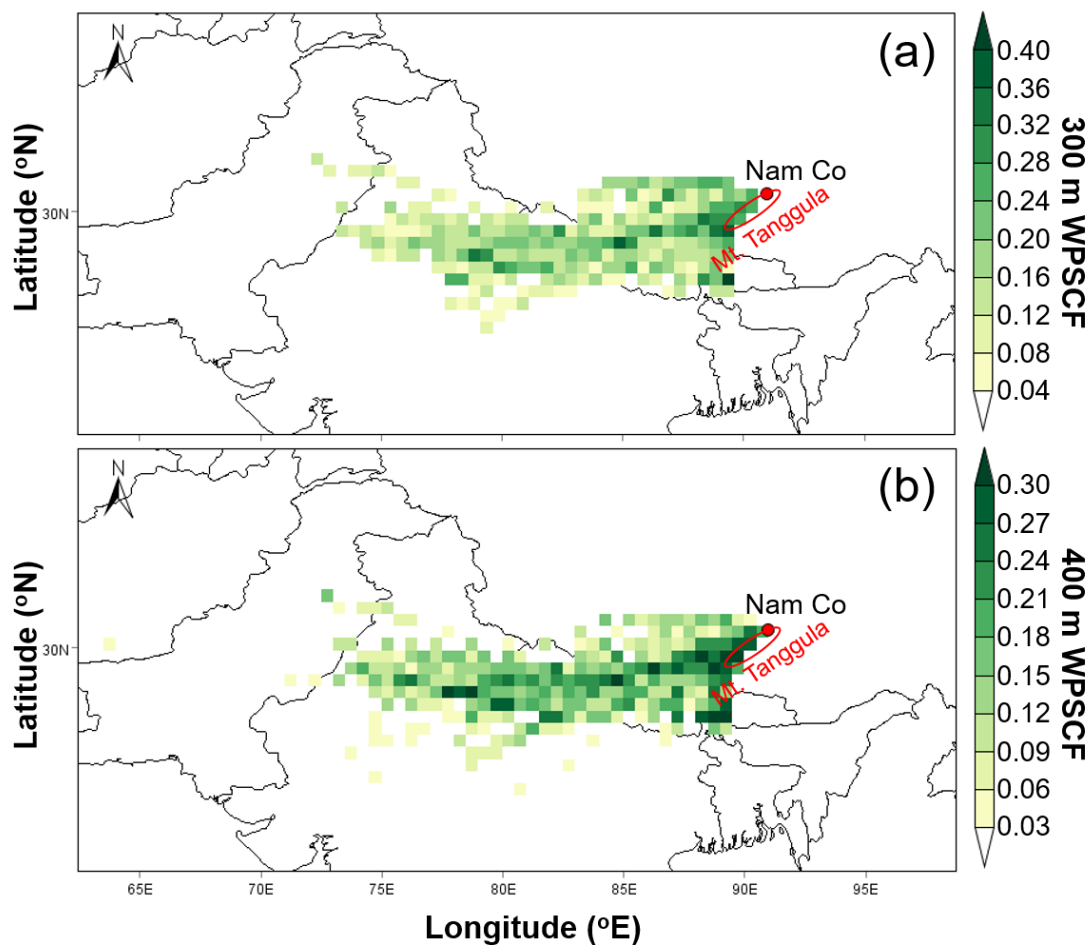 N
(a)
Nam Co
Mt. Tanggula
30N
Latitude (ºN)
0.40
0.36
0.32
0.28
0.24
0.20
0.16
0.12
0.08
0.04
300 m WPSCF
N
(b)
Nam Co
Mt. Tanggula
30N
Latitude (ºN)
0.30
0.27
0.24
0.21
0.18
0.15
0.12
0.09
0.06
0.03
400 m WPSCF
65E 70E 75E 80E 85E 90E 95E
Longitude (ºE)